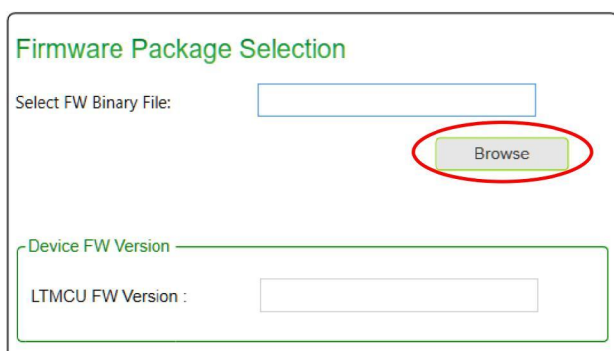 Firmware Package Selection
Select FW Binary File:
Browse
Device FW Version
LTMCU FW Version :